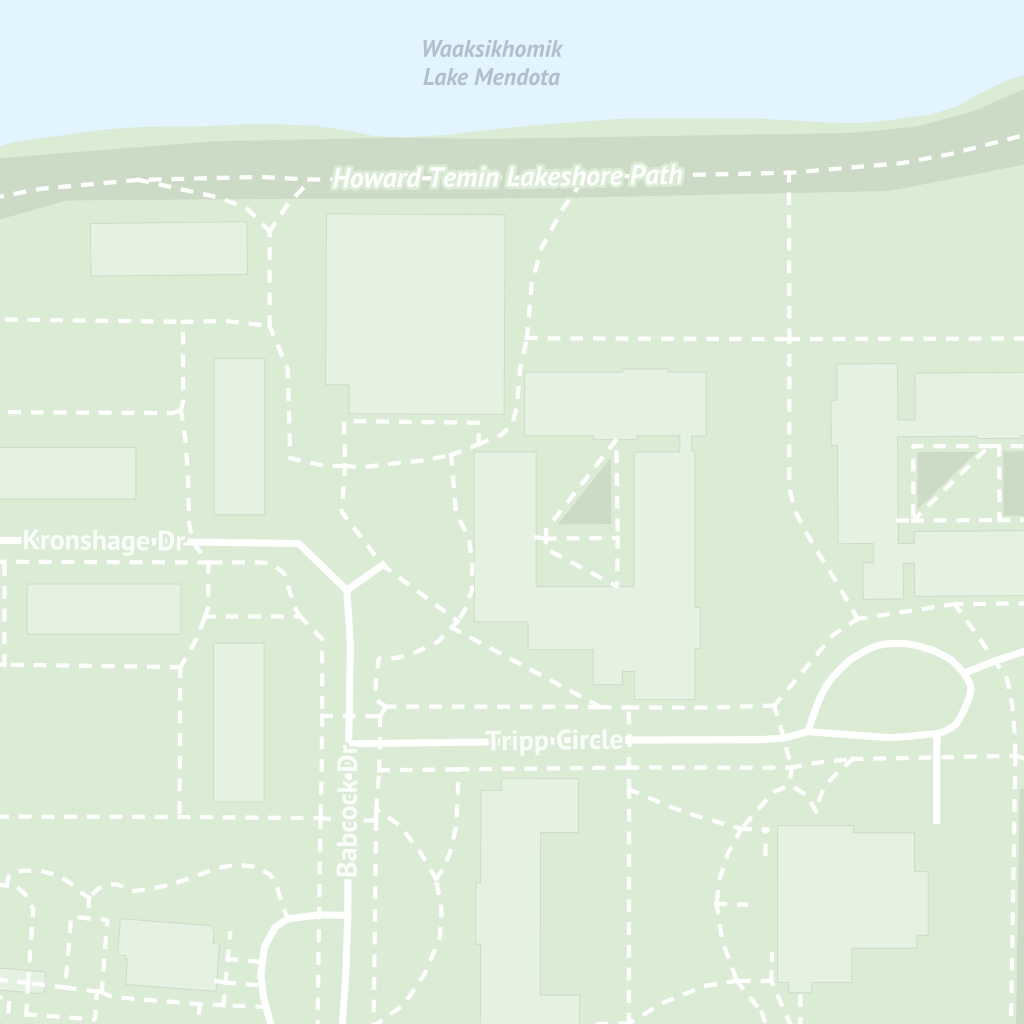 Waaksikhomik
Lake Mendota
Howard Temin Lakeshore Path
Kronshage Dr
Tripp Circle
Babcock Dr